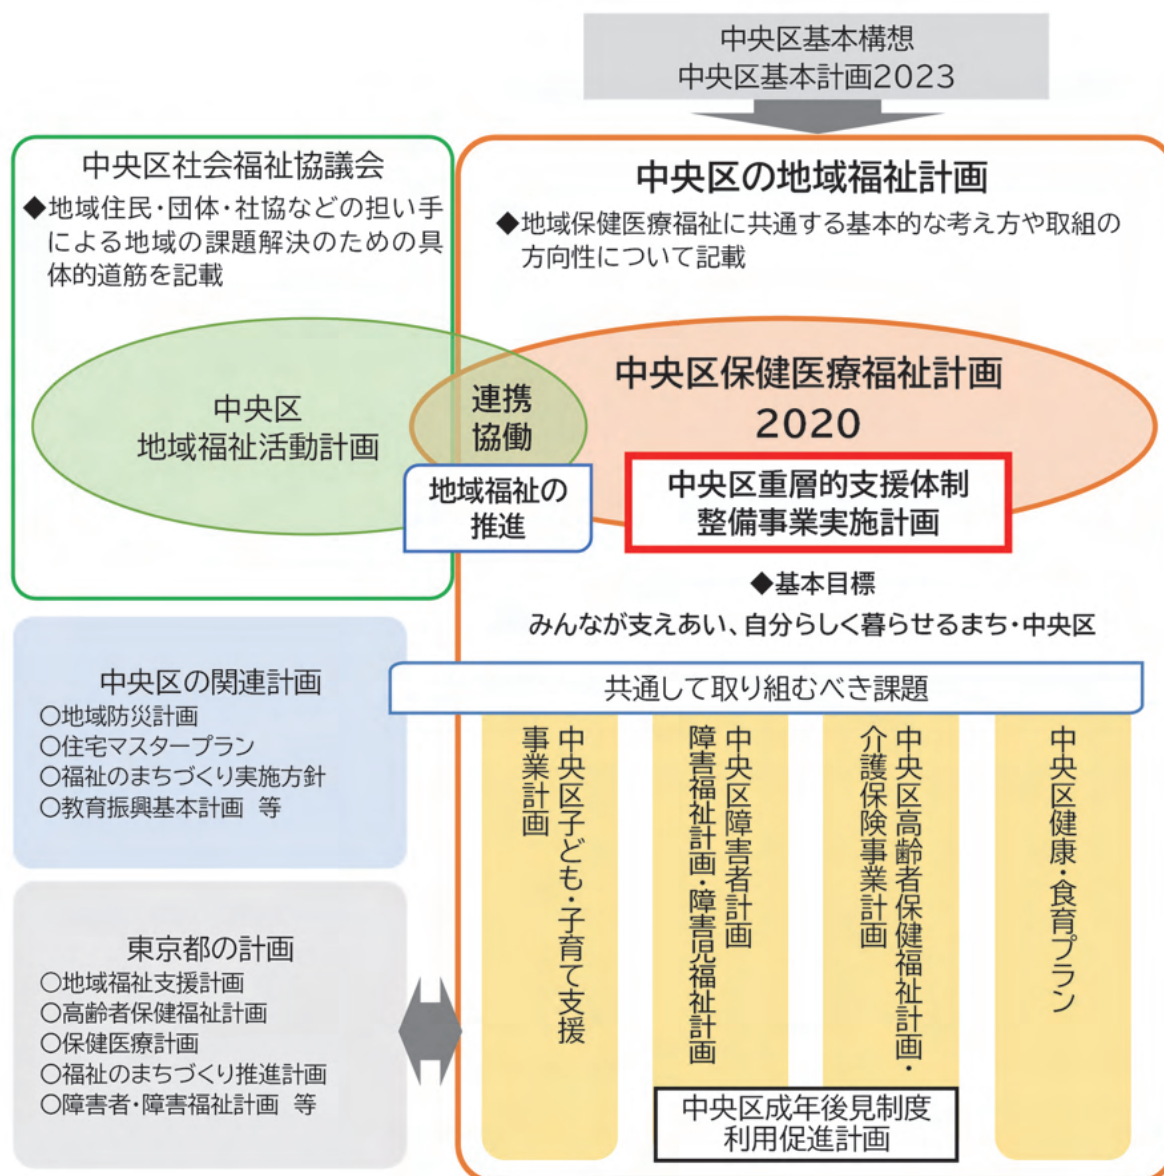 中央区基本構想
中央区基本計画2023
中央区社会福祉協議会
◆地域住民・団体・社協などの担い手
による地域の課題解決のための具
体的道筋を記載
中央区の地域福祉計画
◆地域保健医療福祉に共通する基本的な考え方や取組の
方向性について記載
中央区
地域福祉活動計画
連携
協働
中央区保健医療福祉計画
2020
地域福祉の
推進
中央区重層的支援体制
整備事業実施計画
◆基本目標
みんなが支えあい、自分らしく暮らせるまち・中央区
中央区の関連計画
○地域防災計画
○住宅マスタープラン
○福祉のまちづくり実施方針
○教育振興基本計画 等
東京都の計画
○地域福祉支援計画
○高齢者保健福祉計画
○保健医療計画
○福祉のまちづくり推進計画
○障害者・障害福祉計画 等
共通して取り組むべき課題
中央区子ども・子育て支援
事業計画
中央区障害者計画
障害福祉計画・障害児福祉計画
中央区高齢者保健福祉計画・
介護保険事業計画
中央区健康・食育プラン
中央区成年後見制度
利用促進計画